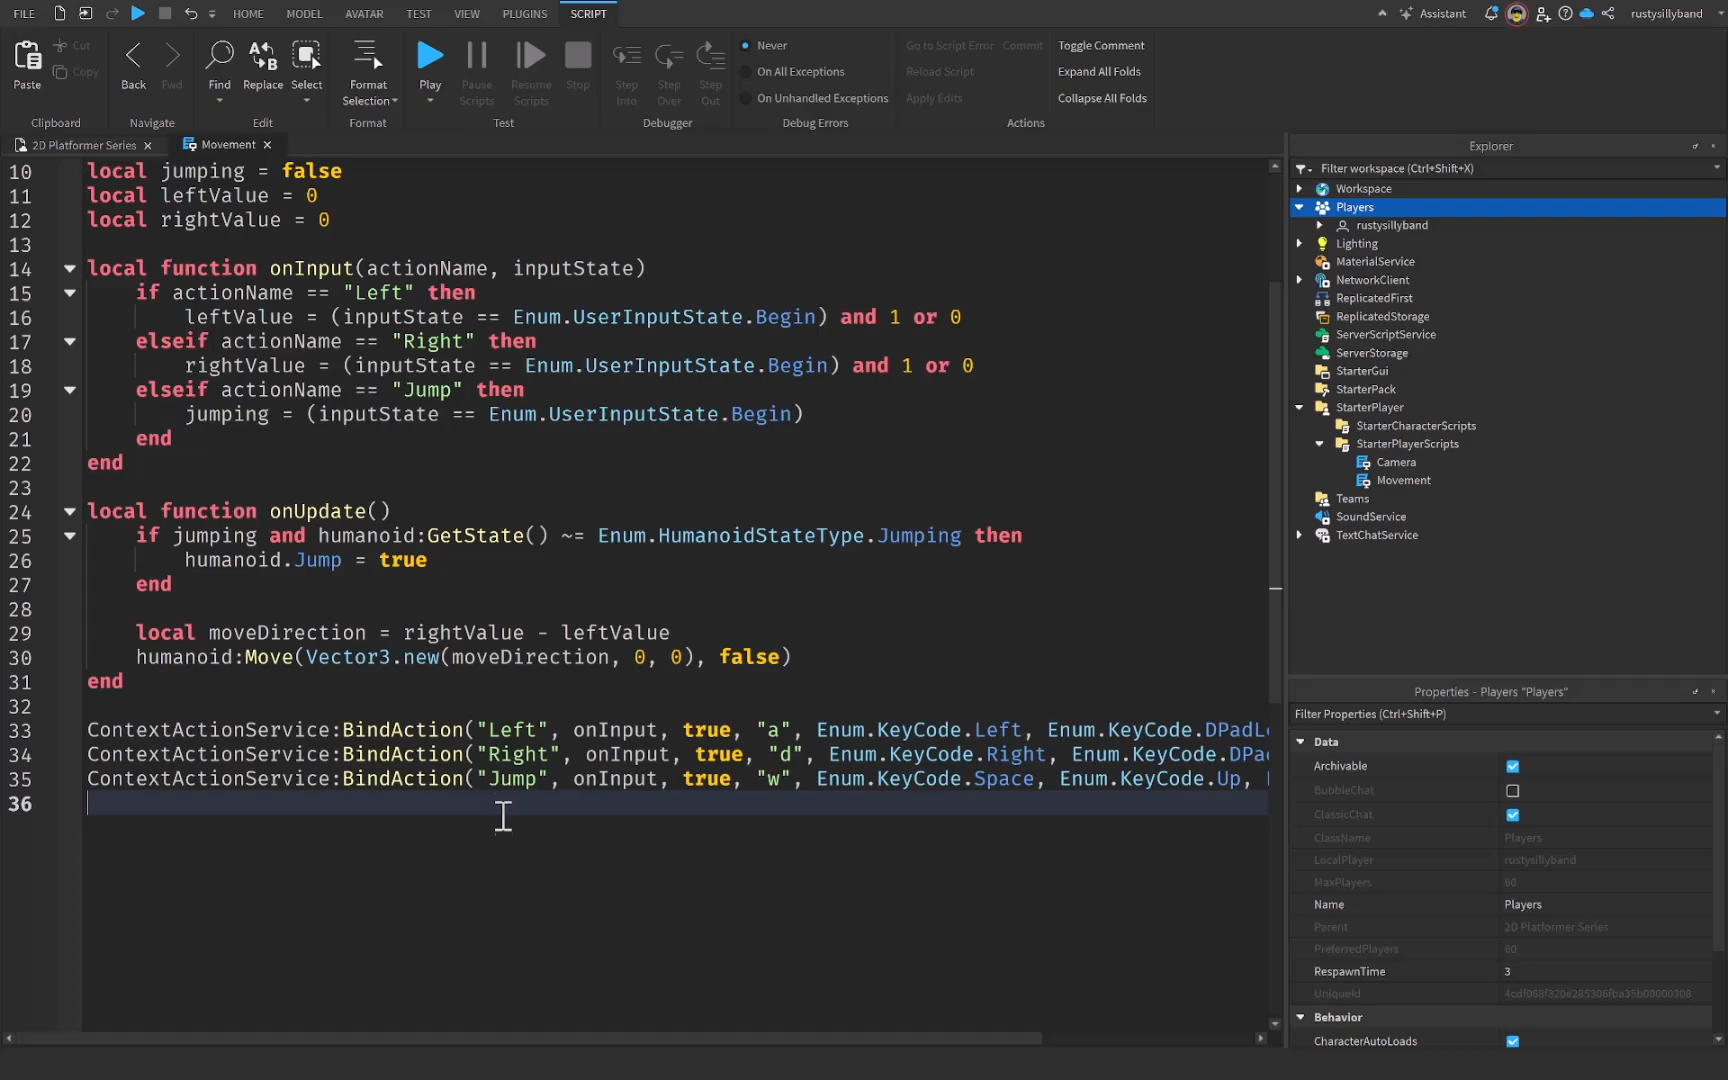 FILE HOME MODEL AVATAR TEST VIEW PLUGINS SCRIPT Assistant rustysillyband
Paste Cut Copy
Clipboard
Back Fwd
Navigate
Find Replace Select
Edit
Format Selection
Format
Play Pause Scripts Resume Scripts Stop
Test
Step Into Step Over Step Out
Debugger
Never
On All Exceptions
On Unhandled Exceptions
Debug Errors
Go to Script Error Commit Toggle Comment
Reload Script Expand All Folds
Apply Edits Collapse All Folds
Actions
2D Platformer Series Movement
10 local jumping = false
11 local leftValue = 0
12 local rightValue = 0
13
14 local function onInput(actionName, inputState)
15 if actionName == "Left" then
16 leftValue = (inputState == Enum.UserInputState.Begin) and 1 or 0
17 elseif actionName == "Right" then
18 rightValue = (inputState == Enum.UserInputState.Begin) and 1 or 0
19 elseif actionName == "Jump" then
20 jumping = (inputState == Enum.UserInputState.Begin)
21 end
22 end
23
24 local function onUpdate()
25 if jumping and humanoid:GetState() ~= Enum.HumanoidStateType.Jumping then
26 humanoid.Jump = true
27 end
28
29 local moveDirection = rightValue - leftValue
30 humanoid:Move(Vector3.new(moveDirection, 0, 0), false)
31 end
32
33 ContextActionService:BindAction("Left", onInput, true, "a", Enum.KeyCode.Left, Enum.KeyCode.DPadL
34 ContextActionService:BindAction("Right", onInput, true, "d", Enum.KeyCode.Right, Enum.KeyCode.DPa
35 ContextActionService:BindAction("Jump", onInput, true, "w", Enum.KeyCode.Space, Enum.KeyCode.Up,
36
Explorer
Filter workspace (Ctrl+Shift+X)
Workspace
Players
rustysillyband
Lighting
MaterialService
NetworkClient
ReplicatedFirst
ReplicatedStorage
ServerScriptService
ServerStorage
StarterGui
StarterPack
StarterPlayer
StarterCharacterScripts
StarterPlayerScripts
Camera
Movement
Teams
SoundService
TextChatService
Properties - Players "Players"
Filter Properties (Ctrl+Shift+P)
Data
Archivable
BubbleChat
ClassicChat
ClassName Players
LocalPlayer rustysillyband
MaxPlayers 60
Name Players
Parent 2D Platformer Series
PreferredPlayers 60
RespawnTime 3
UniqueId
Behavior
CharacterAutoLoads